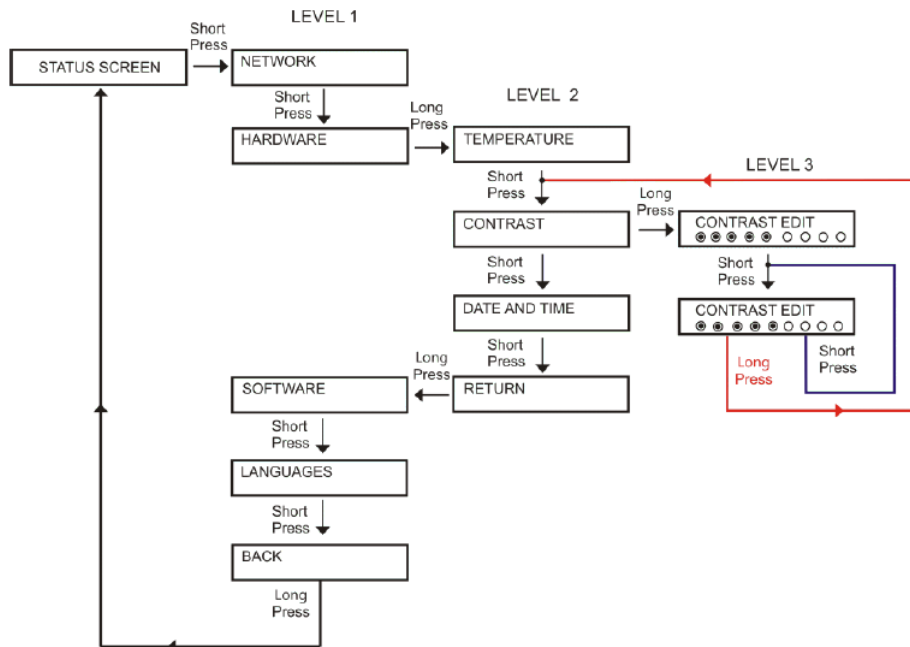 LEVEL 1
Short
Press
STATUS SCREEN
NETWORK
Short
Press
LEVEL 2
Long
Press
HARDWARE
TEMPERATURE
Short
Press
LEVEL 3
Long
Press
CONTRAST
CONTRAST EDIT
Short
Press
Short
Press
DATE AND TIME
CONTRAST EDIT
Short
Press
Long
Press
Long
Press
Short
Press
SOFTWARE
RETURN
Short
Press
LANGUAGES
Short
Press
BACK
Long
Press